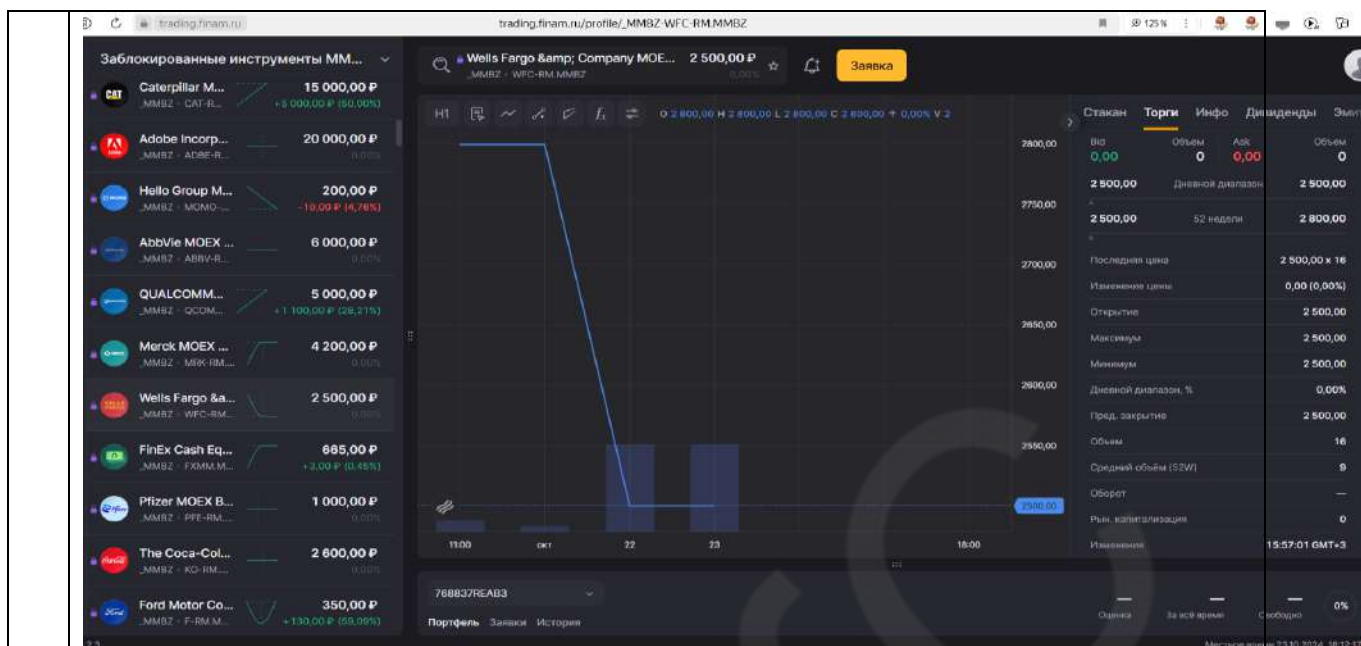 trading.finam.ru
trading.finam.ru/profile/_MMBZ-WFC-RM.MMBZ
125 %
Заблокированные инструменты ММ...
Caterpillar M...
15 000,00 ₽
_MMBZ · CAT-R...
+5 000,00 ₽ (50,00%)
Adobe Incorp...
20 000,00 ₽
_MMBZ · ADBE-R...
0,00%
Hello Group M...
200,00 ₽
_MMBZ · MOMO-...
-10,00 ₽ (4,76%)
AbbVie MOEX ...
6 000,00 ₽
_MMBZ · ABBV-R...
0,00%
QUALCOMM...
5 000,00 ₽
_MMBZ · QCOM...
+1 100,00 ₽ (28,21%)
Merck MOEX ...
4 200,00 ₽
_MMBZ · MRK-RM....
0,00%
Wells Fargo &a...
2 500,00 ₽
_MMBZ · WFC-RM...
0,00%
FinEx Cash Eq...
665,00 ₽
_MMBZ · FXMM.M...
+3,00 ₽ (0,45%)
Pfizer MOEX B...
1 000,00 ₽
_MMBZ · PFE-RM....
0,00%
The Coca-Col...
2 600,00 ₽
_MMBZ · KO-RM....
0,00%
Ford Motor Co...
350,00 ₽
_MMBZ · F-RM.M...
+130,00 ₽ (59,09%)
Wells Fargo &amp; Company MOE...
2 500,00 ₽
_MMBZ · WFC-RM.MMBZ
0,00%
Заявка
H1
O 2 800,00 H 2 800,00 L 2 800,00 C 2 800,00 + 0,00% V 2
2800,00
2750,00
2700,00
2650,00
2600,00
2550,00
2500,00
11:00 окт 22 23 18:00
Стакан Торги Инфо Дивиденды Эми
Bid Объем Ask Объем
0,00 0 0,00 0
2 500,00 Дневной диапазон 2 500,00
2 500,00 52 недели 2 800,00
Последняя цена 2 500,00 x 16
Изменение цены 0,00 (0,00%)
Открытие 2 500,00
Максимум 2 500,00
Минимум 2 500,00
Дневной диапазон, % 0,00%
Пред. закрытие 2 500,00
Объем 16
Средний объём (52W) 9
Оборот —
Рын. капитализация 0
Изменение 15:57:01 GMT+3
768837REAB3
Портфель Заявки История
Оценка За всё время Свободно 0%
Местное время 23.10.2024, 16:12:17